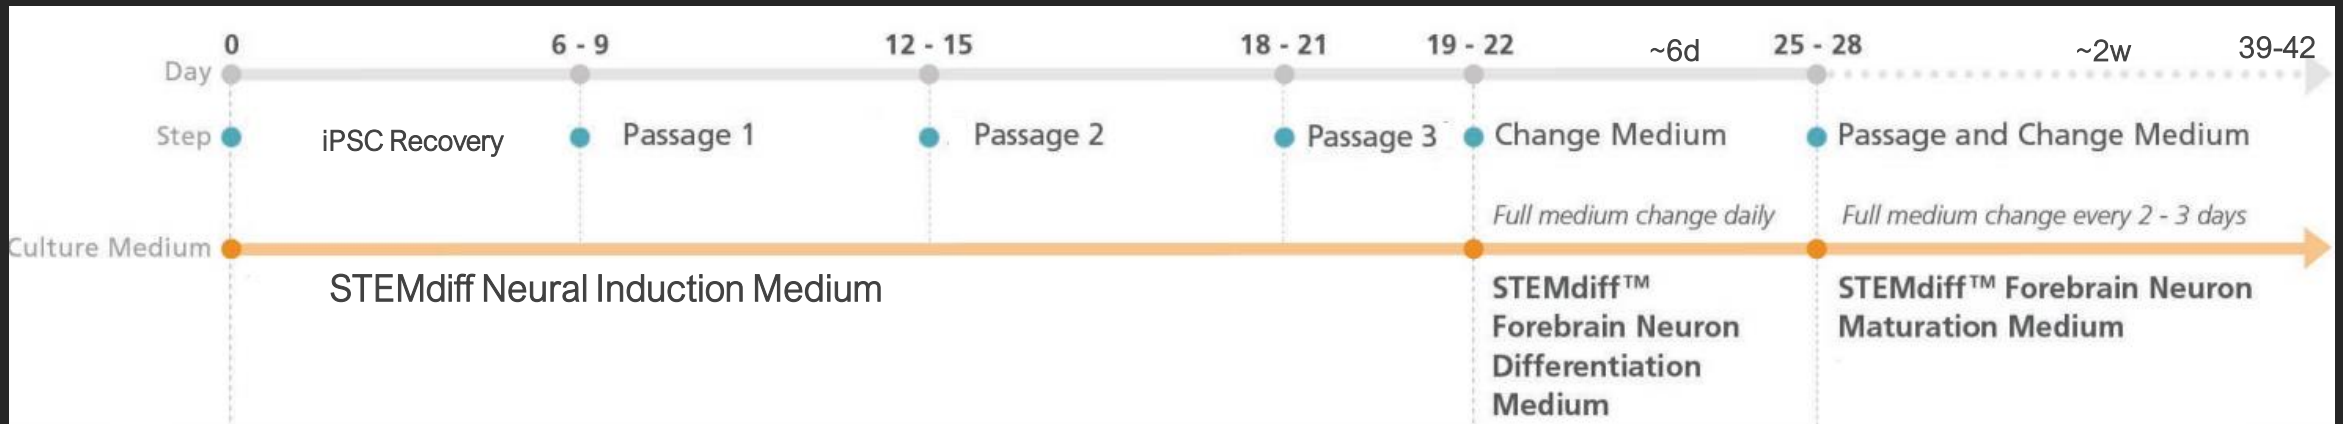 0 6 - 9 12 - 15 18 - 21 19 - 22 ~6d 25 - 28 ~2w 39-42
Day
Step iPSC Recovery Passage 1 Passage 2 Passage 3 Change Medium Passage and Change Medium
Full medium change daily Full medium change every 2 - 3 days
Culture Medium
STEMdiff Neural Induction Medium STEMdiff™ STEMdiff™ Forebrain Neuron
Forebrain Neuron Maturation Medium
Differentiation
Medium